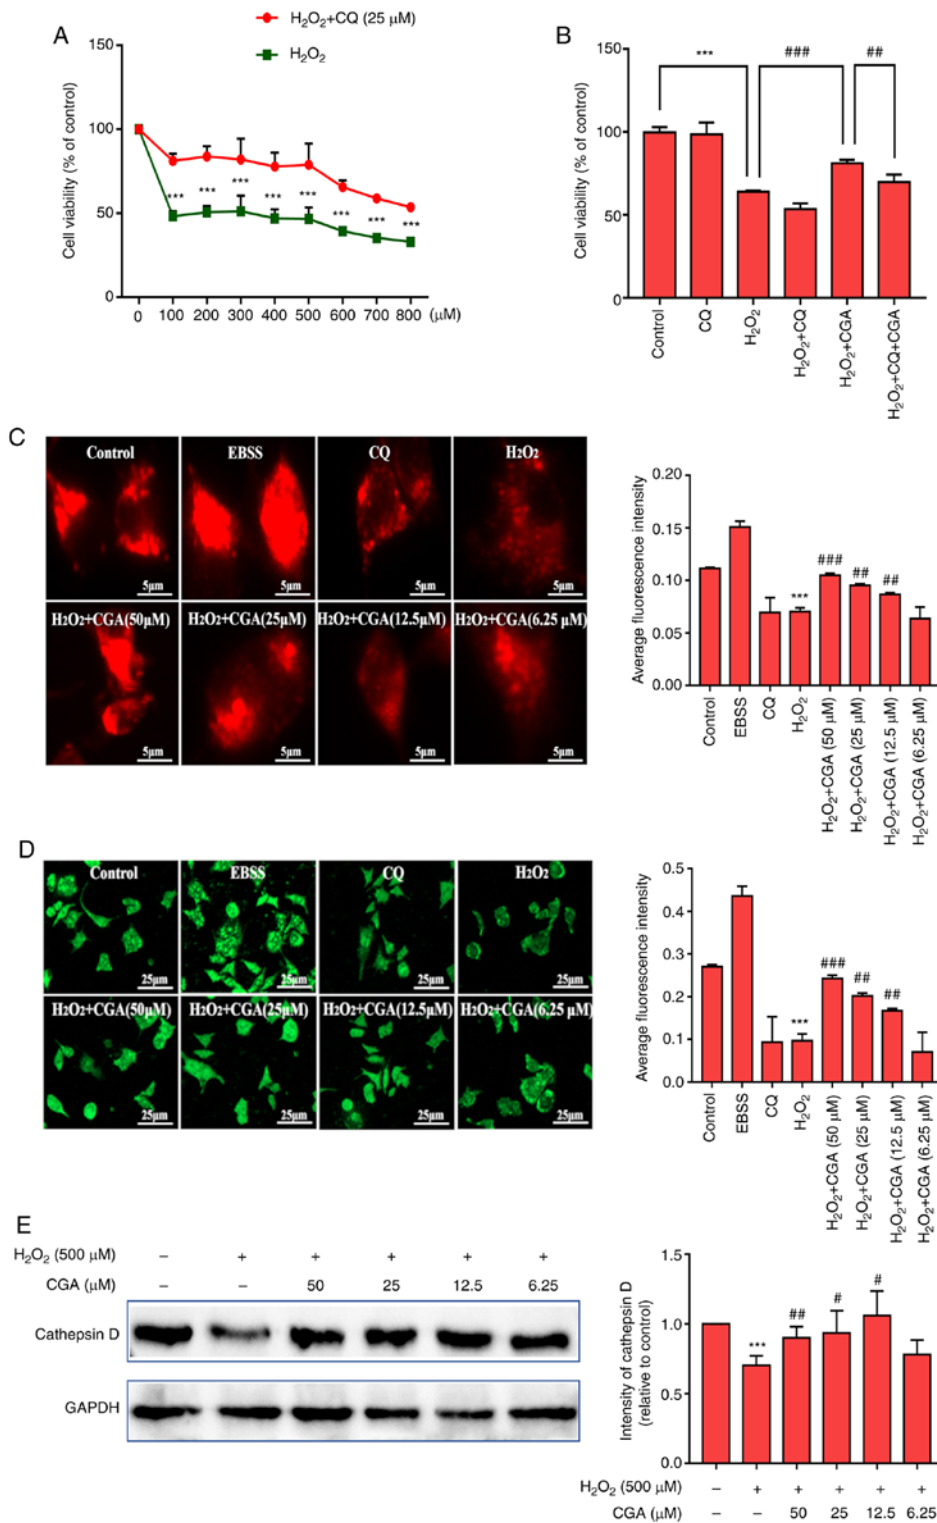 A
H₂O₂+CQ (25 μM)
H₂O₂
Cell viability (% of control)
150
100
50
0
***
***
***
***
***
***
***
***
0 100 200 300 400 500 600 700 800 (μM)
B
Cell viability (% of control)
150
100
50
0
***
###
##
Control
CQ
H₂O₂
H₂O₂+CQ
H₂O₂+CGA
H₂O₂+CQ+CGA
C
Control EBSS CQ H₂O₂
5μm 5μm 5μm 5μm
H₂O₂+CGA(50μM) H₂O₂+CGA(25μM) H₂O₂+CGA(12.5μM) H₂O₂+CGA(6.25 μM)
5μm 5μm 5μm 5μm
Average fluorescence intensity
0.20
0.15
0.10
0.05
0.00
***
###
##
##
Control
EBSS
CQ
H₂O₂
H₂O₂+CGA (50 μM)
H₂O₂+CGA (25 μM)
H₂O₂+CGA (12.5 μM)
H₂O₂+CGA (6.25 μM)
D
Control EBSS CQ H₂O₂
25μm 25μm 25μm 25μm
H₂O₂+CGA(50μM) H₂O₂+CGA(25μM) H₂O₂+CGA(12.5μM) H₂O₂+CGA(6.25 μM)
25μm 25μm 25μm 25μm
Average fluorescence intensity
0.5
0.4
0.3
0.2
0.1
0.0
***
###
##
##
Control
EBSS
CQ
H₂O₂
H₂O₂+CGA (50 μM)
H₂O₂+CGA (25 μM)
H₂O₂+CGA (12.5 μM)
H₂O₂+CGA (6.25 μM)
E
H₂O₂ (500 μM) – + + + + +
CGA (μM) – – 50 25 12.5 6.25
Cathepsin D
GAPDH
Intensity of cathepsin D
(relative to control)
1.5
1.0
0.5
0.0
***
##
#
#
H₂O₂ (500 μM) – + + + + +
CGA (μM) – – 50 25 12.5 6.25